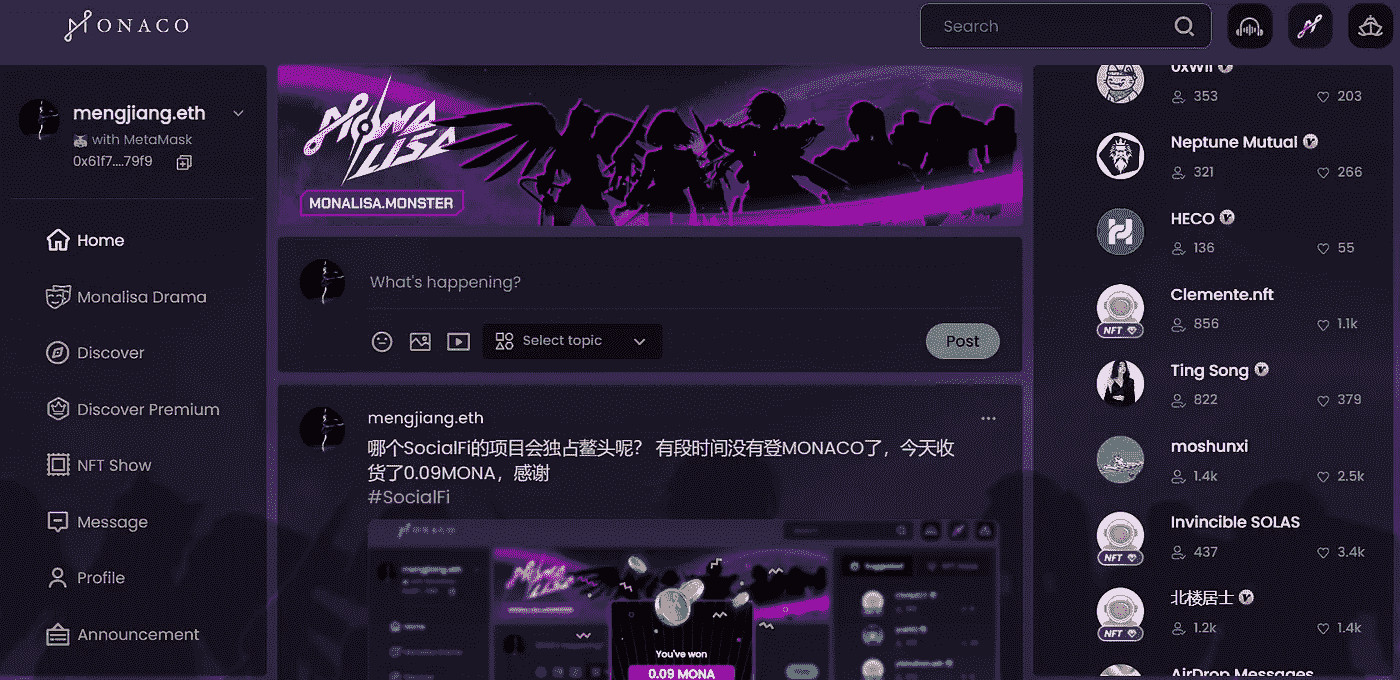 MONACO
Search
mengjiang.eth
with MetaMask
0x61f7....79f9
Home
Monalisa Drama
Discover
Discover Premium
NFT Show
Message
Profile
Announcement
MONA
LISA
MONALISA.MONSTER
What's happening?
Select topic
Post
mengjiang.eth
哪个SocialFi的项目会独占鳌头呢? 有段时间没有登MONACO了，今天收
货了0.09MONA，感谢
#SocialFi
MONACO
You've won
0.09 MONA
0xWil
353
203
Neptune Mutual
321
266
HECO
136
55
Clemente.nft
NFT
856
1.1k
Ting Song
822
379
moshunxi
1.4k
2.5k
Invincible SOLAS
NFT
437
3.4k
北楼居士
NFT
1.2k
1.4k
AirDrop Messages